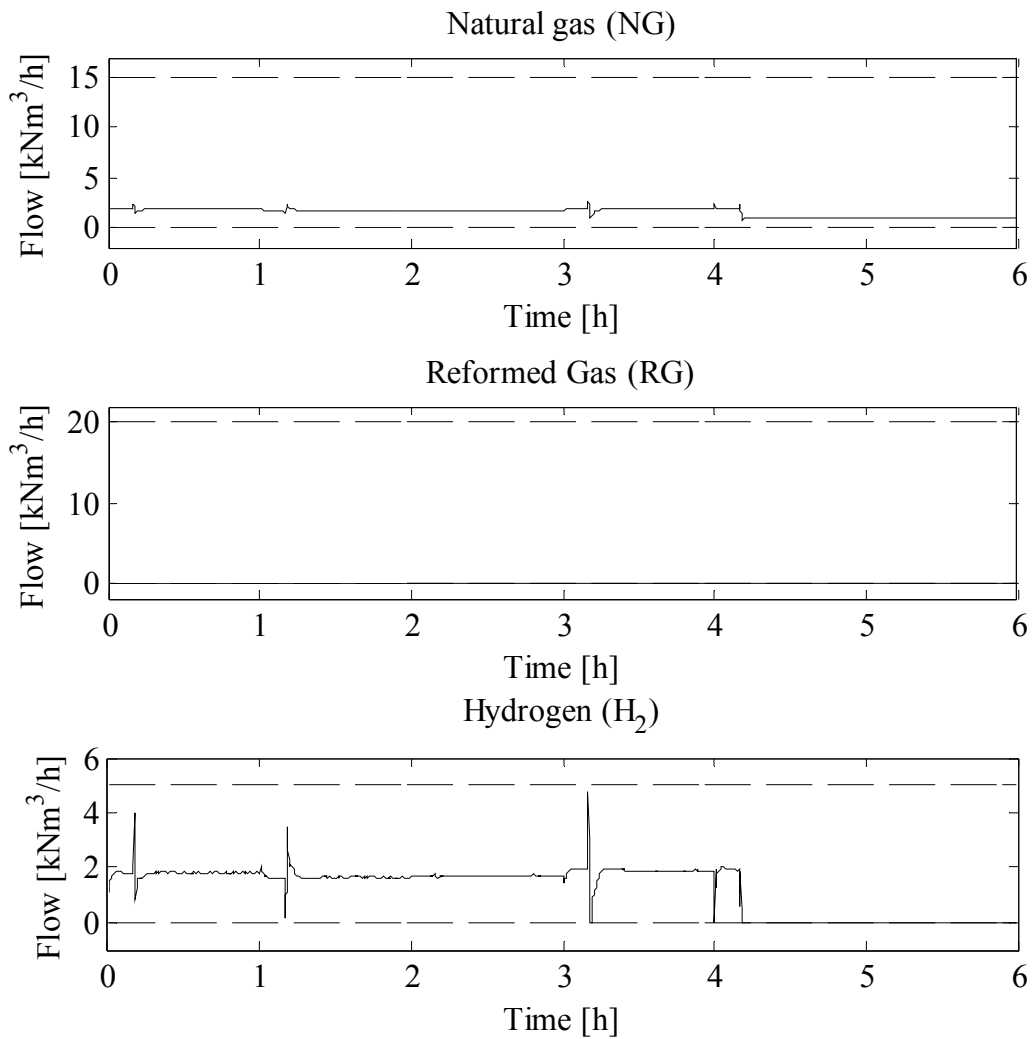 Natural gas (NG)
Flow [kNm³/h]
15
10
5
0
0 1 2 3 4 5 6
Time [h]
Reformed Gas (RG)
Flow [kNm³/h]
20
10
0
0 1 2 3 4 5 6
Time [h]
Hydrogen (H₂)
Flow [kNm³/h]
6
4
2
0
0 1 2 3 4 5 6
Time [h]